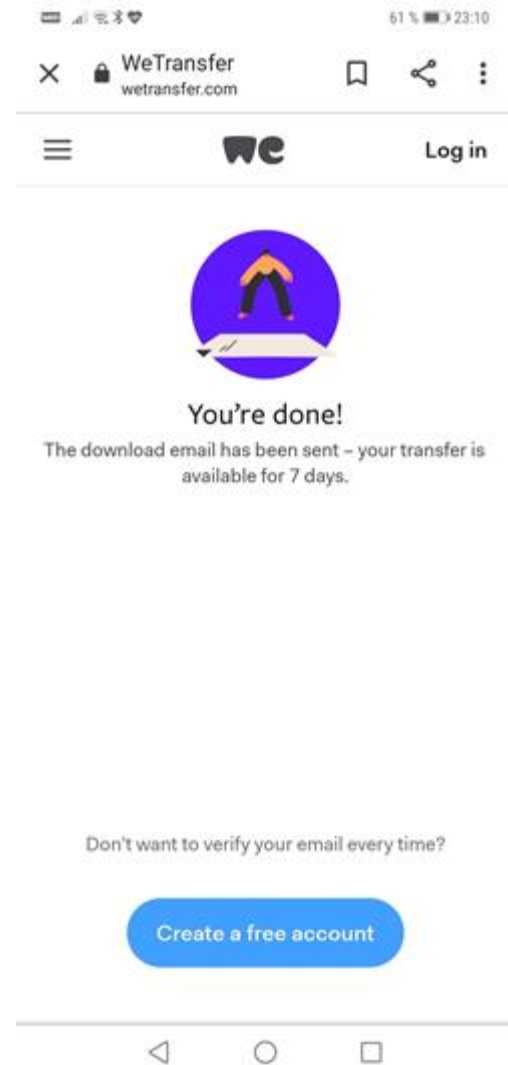 61 % 23:10
WeTransfer
wetransfer.com
we Log in
You're done!
The download email has been sent – your transfer is
available for 7 days.
Don't want to verify your email every time?
Create a free account